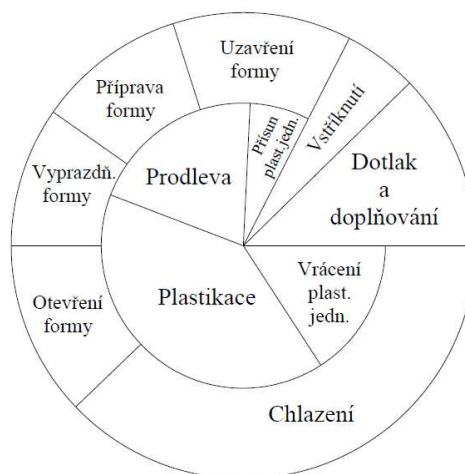 Uzavření
formy
Příprava
formy
Vstříknutí
Přísun
plast.jedn.
Dotlak
a
doplňování
Vyprazdň.
formy
Prodleva
Vrácení
plast.
jedn.
Plastikace
Otevření
formy
Chlazení